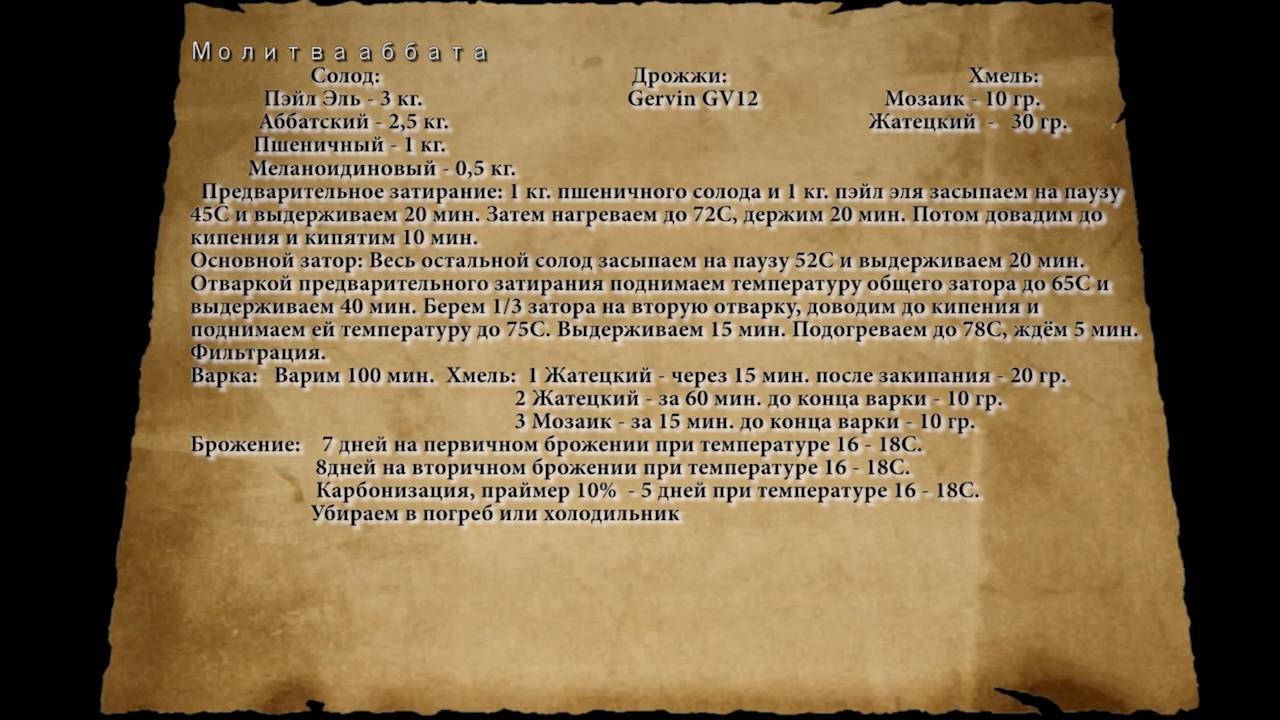 Молитва аббата
Солод: Дрожжи: Хмель:
Пэйл Эль - 3 кг. Gervin GV12 Мозаик - 10 гр.
Аббатский - 2,5 кг. Жатецкий - 30 гр.
Пшеничный - 1 кг.
Меланоидиновый - 0,5 кг.
Предварительное затирание: 1 кг. пшеничного солода и 1 кг. пэйл эля засыпаем на паузу
45С и выдерживаем 20 мин. Затем нагреваем до 72С, держим 20 мин. Потом довадим до
кипения и кипятим 10 мин.
Основной затор: Весь остальной солод засыпаем на паузу 52С и выдерживаем 20 мин.
Отваркой предварительного затирания поднимаем температуру общего затора до 65С и
выдерживаем 40 мин. Берем 1/3 затора на вторую отварку, доводим до кипения и
поднимаем ей температуру до 75С. Выдерживаем 15 мин. Подогреваем до 78С, ждём 5 мин.
Фильтрация.
Варка: Варим 100 мин. Хмель: 1 Жатецкий - через 15 мин. после закипания - 20 гр.
2 Жатецкий - за 60 мин. до конца варки - 10 гр.
3 Мозаик - за 15 мин. до конца варки - 10 гр.
Брожение: 7 дней на первичном брожении при температуре 16 - 18С.
8дней на вторичном брожении при температуре 16 - 18С.
Карбонизация, праймер 10% - 5 дней при температуре 16 - 18С.
Убираем в погреб или холодильник